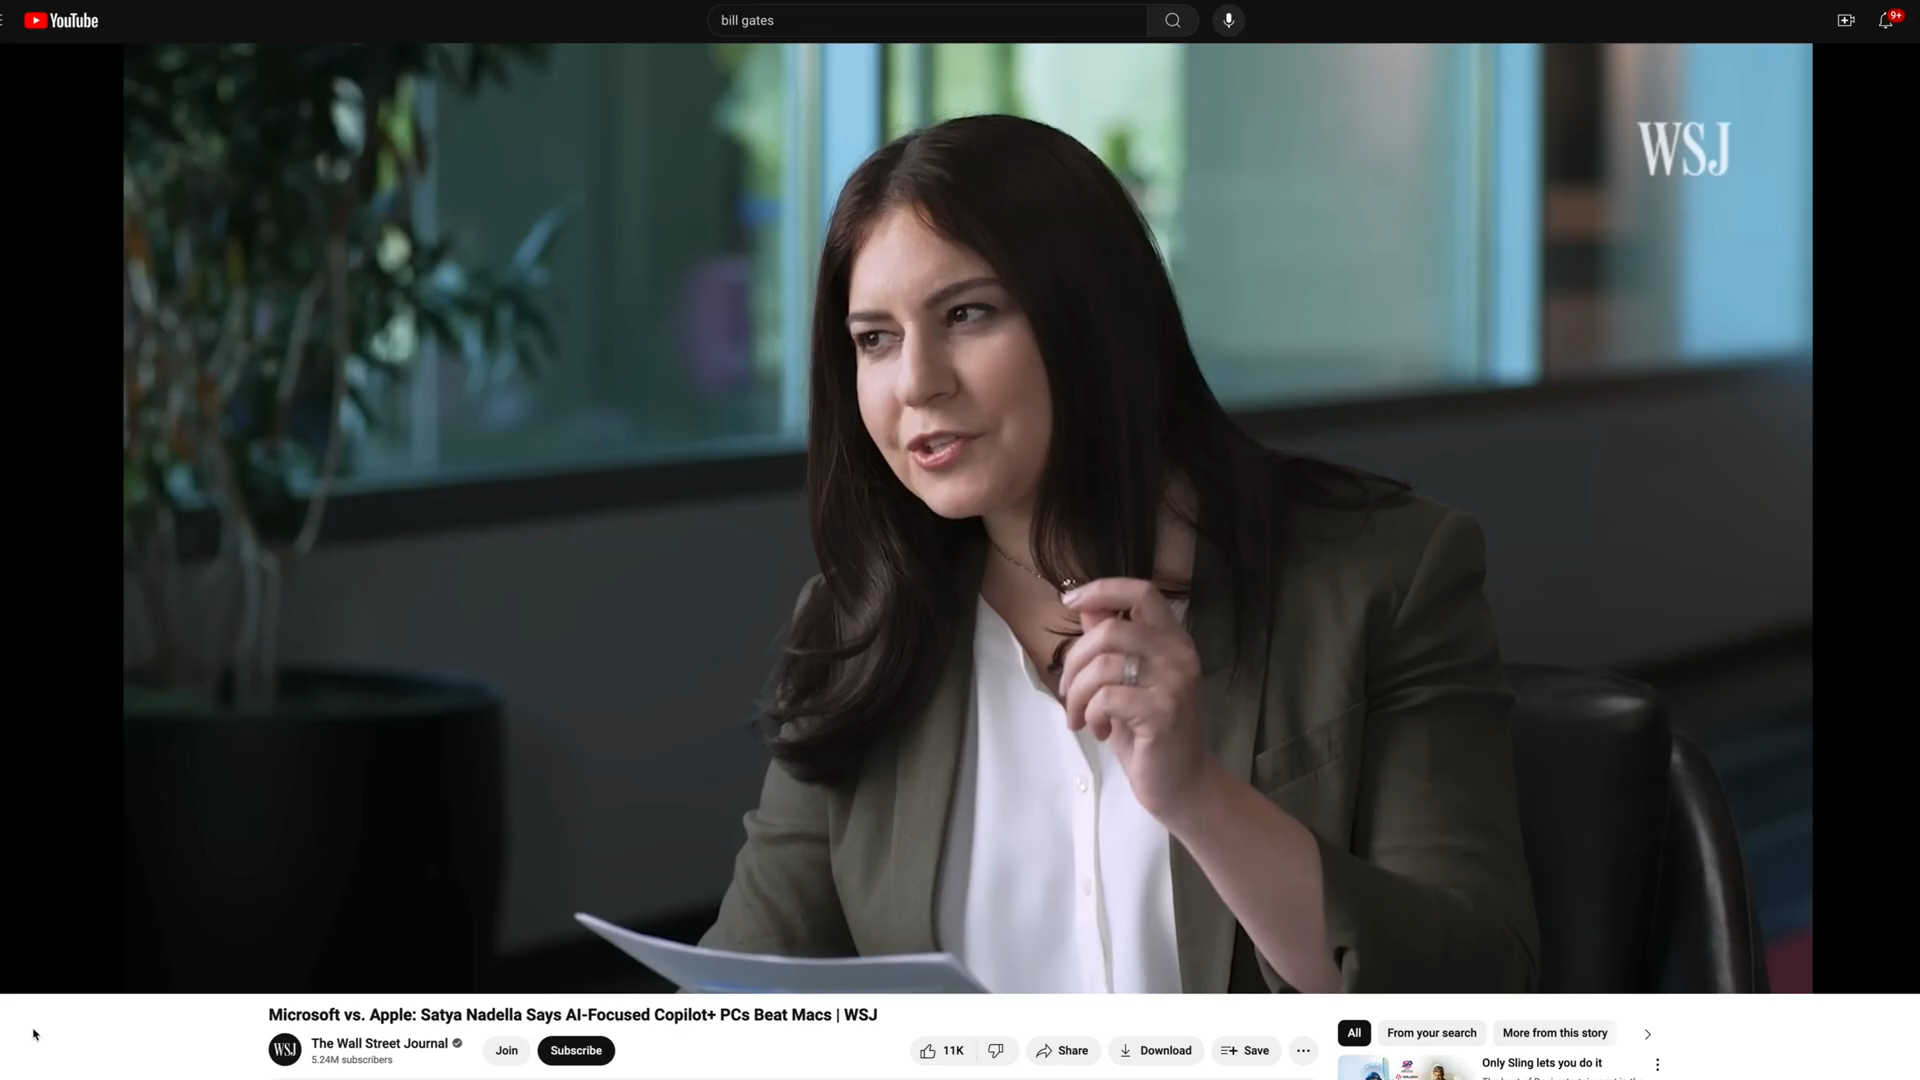 YouTube
bill gates
9+
WSJ
Microsoft vs. Apple: Satya Nadella Says AI-Focused Copilot+ PCs Beat Macs | WSJ
WSJ
The Wall Street Journal
5.24M subscribers
Join
Subscribe
11K
Share
Download
Save
All
From your search
More from this story
Only Sling lets you do it